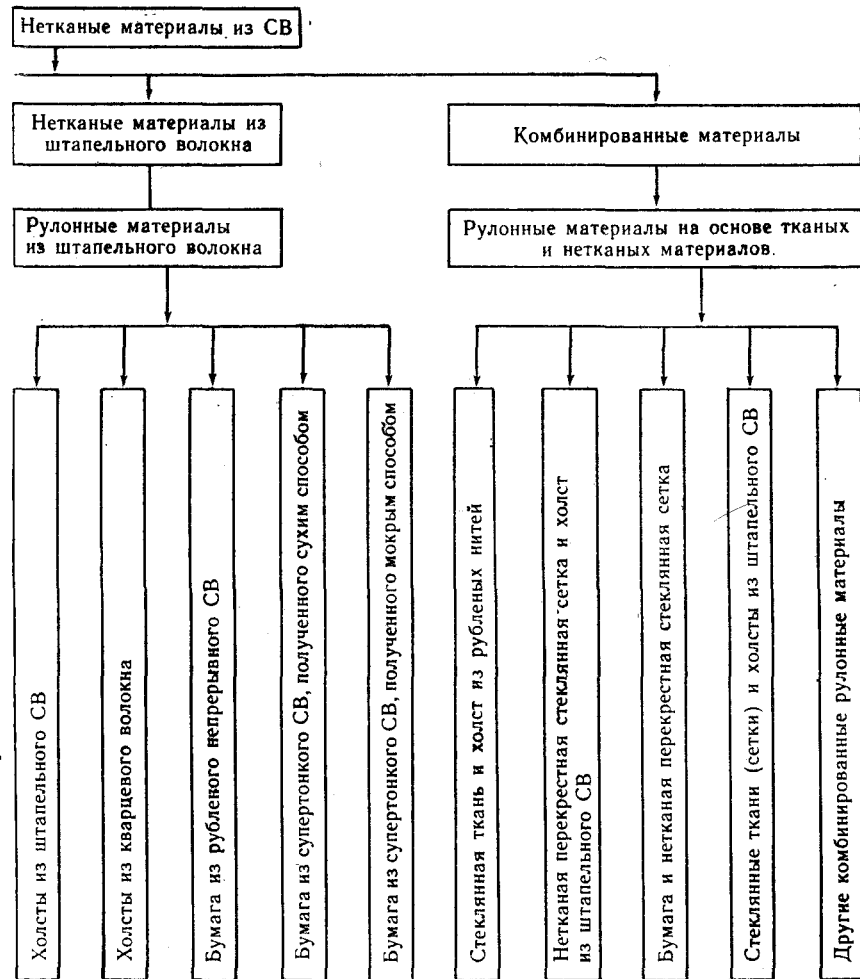 Нетканые материалы из СВ
Нетканые материалы из
штапельного волокна
Комбинированные материалы
Рулонные материалы
из штапельного волокна
Рулонные материалы на основе тканых
и нетканых материалов.
Холсты из штапельного СВ
Холсты из кварцевого волокна
Бумага из рубленого непрерывного СВ
Бумага из супертонкого СВ, полученного сухим способом
Бумага из супертонкого СВ, полученного мокрым способом
Стеклянная ткань и холст из рубленых нитей
Нетканая перекрестная стеклянная сетка и холст
из штапельного СВ
Бумага и нетканая перекрестная стеклянная сетка
Стеклянные ткани (сетки) и холсты из штапельного СВ
Другие комбинированные рулонные материалы